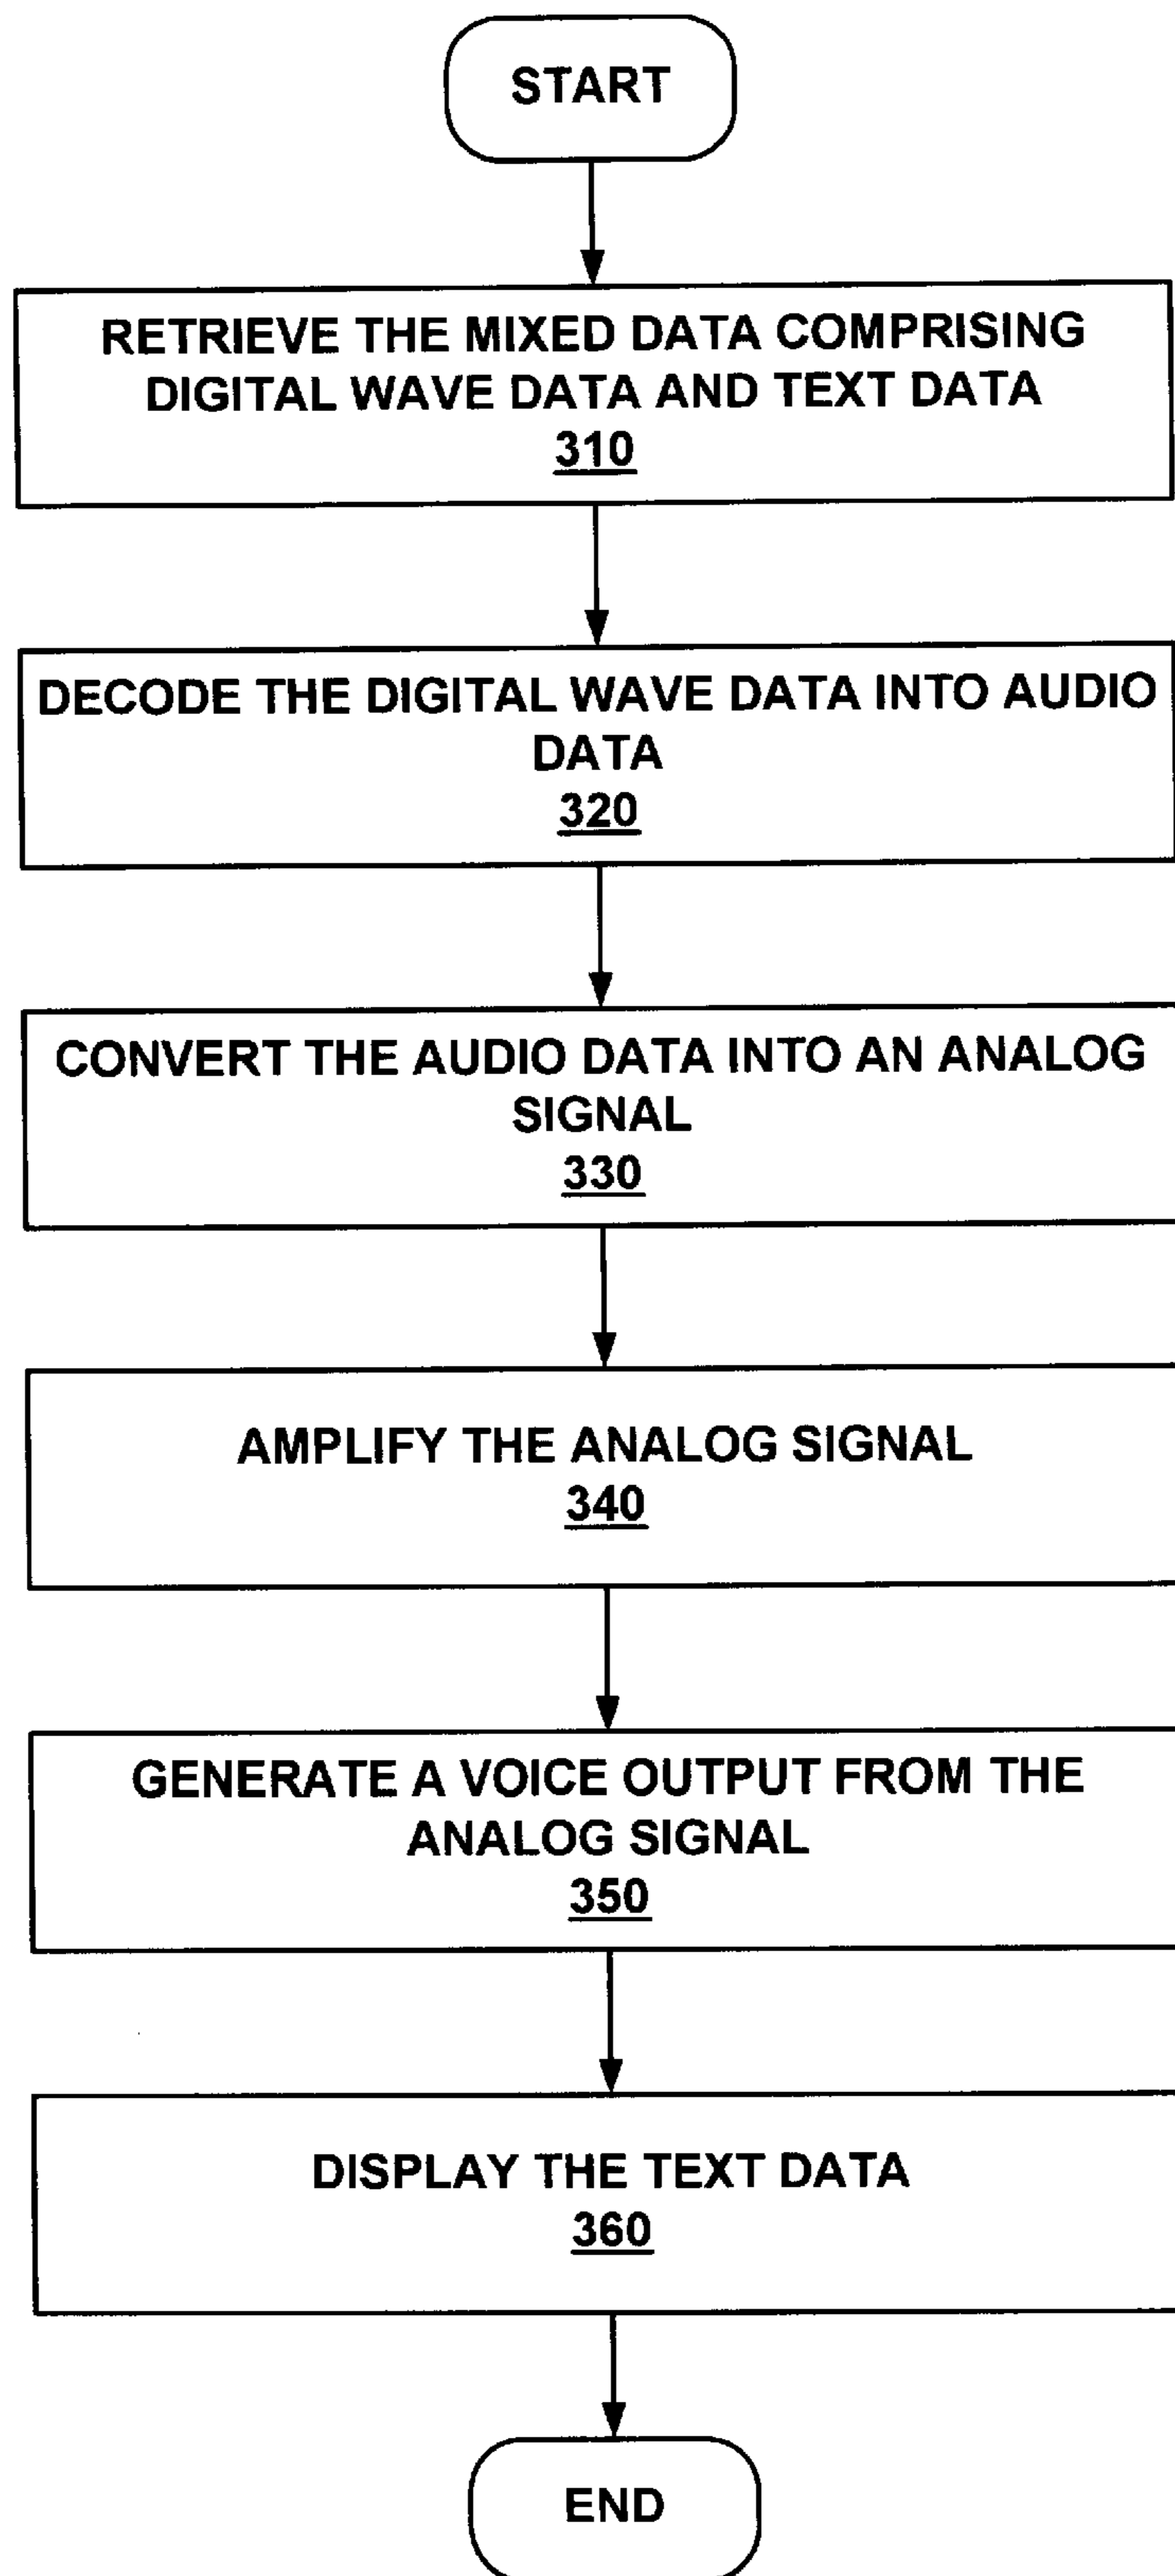 START
RETRIEVE THE MIXED DATA COMPRISING
DIGITAL WAVE DATA AND TEXT DATA
310
DECODE THE DIGITAL WAVE DATA INTO AUDIO
DATA
320
CONVERT THE AUDIO DATA INTO AN ANALOG
SIGNAL
330
AMPLIFY THE ANALOG SIGNAL
340
GENERATE A VOICE OUTPUT FROM THE
ANALOG SIGNAL
350
DISPLAY THE TEXT DATA
360
END